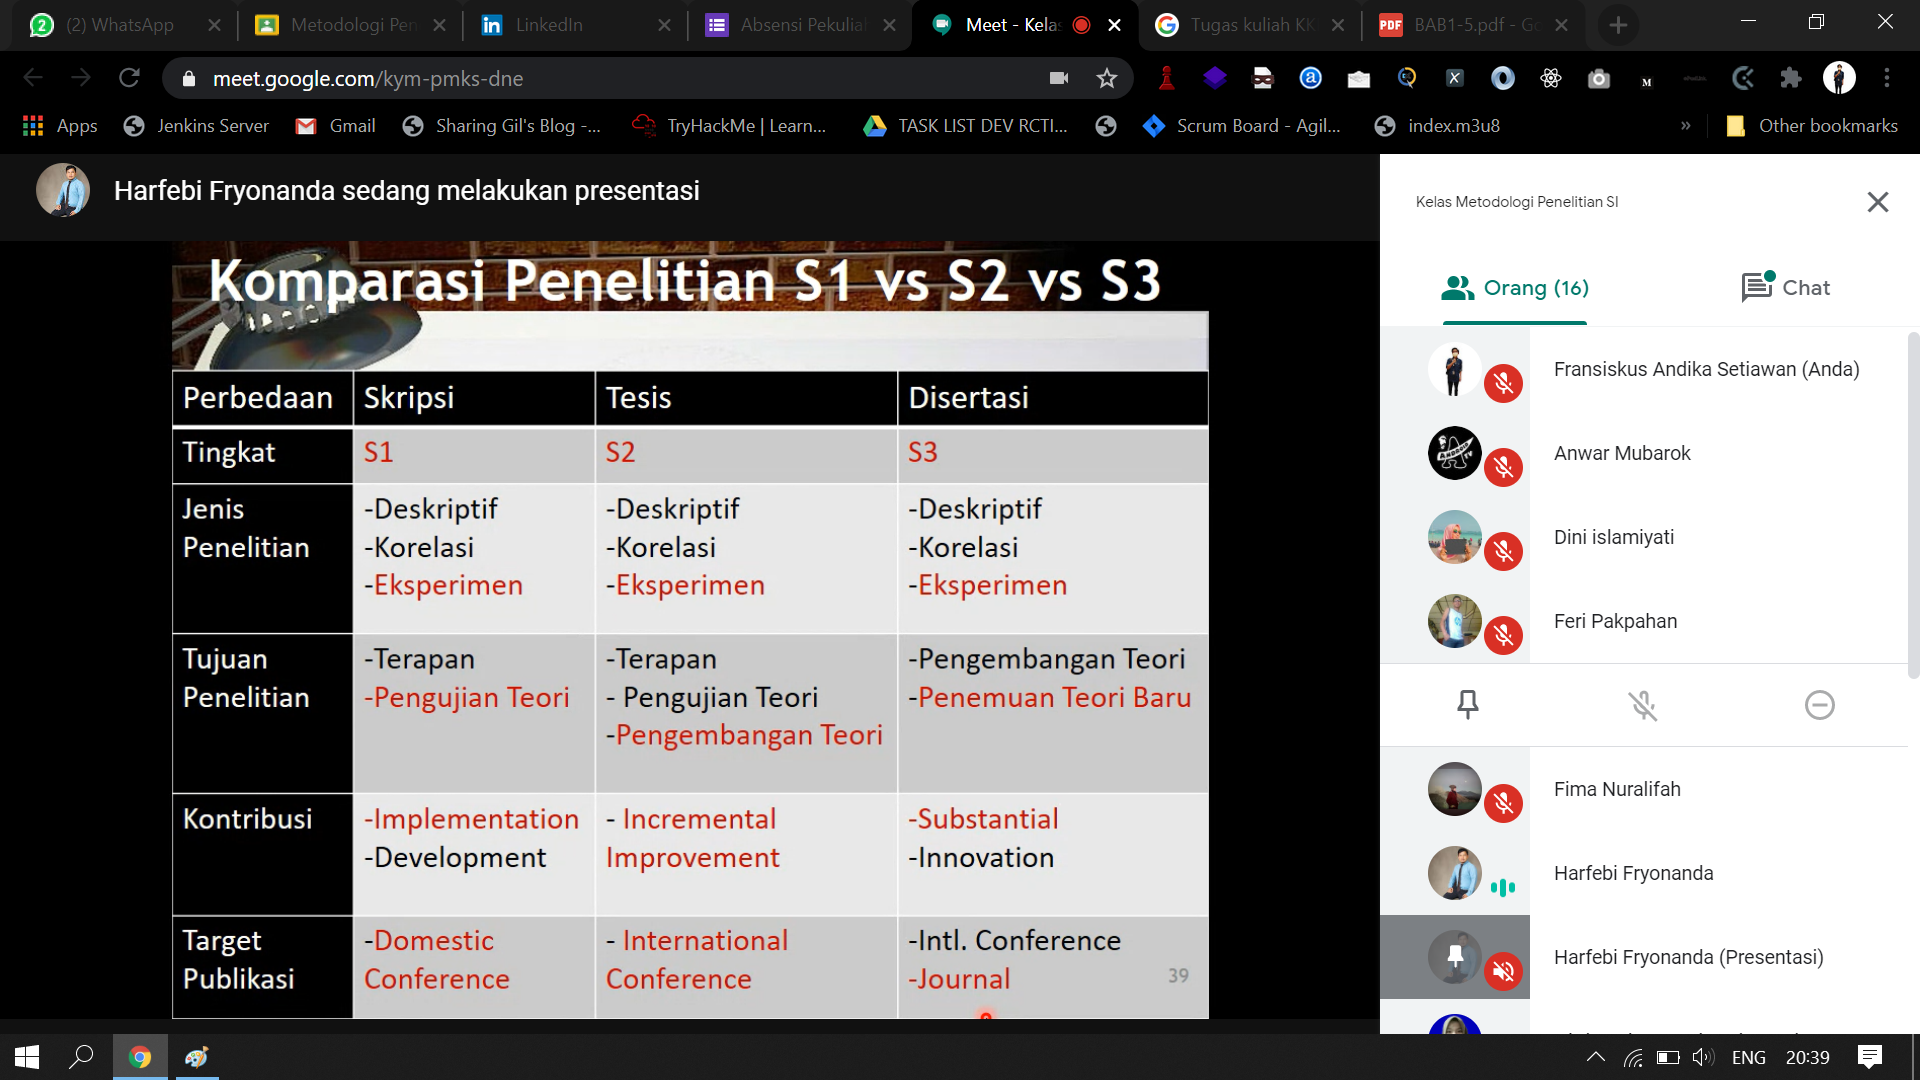 (2) WhatsApp
Metodologi Pen
LinkedIn
Absensi Pekulia
Meet - Kelas
Tugas kuliah KK
BAB1-5.pdf - Go
meet.google.com/kym-pmks-dne
Apps
Jenkins Server
Gmail
Sharing Gil's Blog -...
TryHackMe | Learn...
TASK LIST DEV RCTI...
Scrum Board - Agil...
index.m3u8
»
Other bookmarks
Harfebi Fryonanda sedang melakukan presentasi
Komparasi Penelitian S1 vs S2 vs S3
Perbedaan Skripsi Tesis Disertasi
Tingkat S1 S2 S3
Jenis -Deskriptif -Deskriptif -Deskriptif
Penelitian -Korelasi -Korelasi -Korelasi
-Eksperimen -Eksperimen -Eksperimen
Tujuan -Terapan -Terapan -Pengembangan Teori
Penelitian -Pengujian Teori - Pengujian Teori -Penemuan Teori Baru
-Pengembangan Teori
Kontribusi -Implementation - Incremental -Substantial
-Development Improvement -Innovation
Target -Domestic - International -Intl. Conference
Publikasi Conference Conference -Journal
39
Kelas Metodologi Penelitian SI
Orang (16)
Chat
Fransiskus Andika Setiawan (Anda)
Anwar Mubarok
Dini islamiyati
Feri Pakpahan
Fima Nuralifah
Harfebi Fryonanda
Harfebi Fryonanda (Presentasi)
ENG 20:39